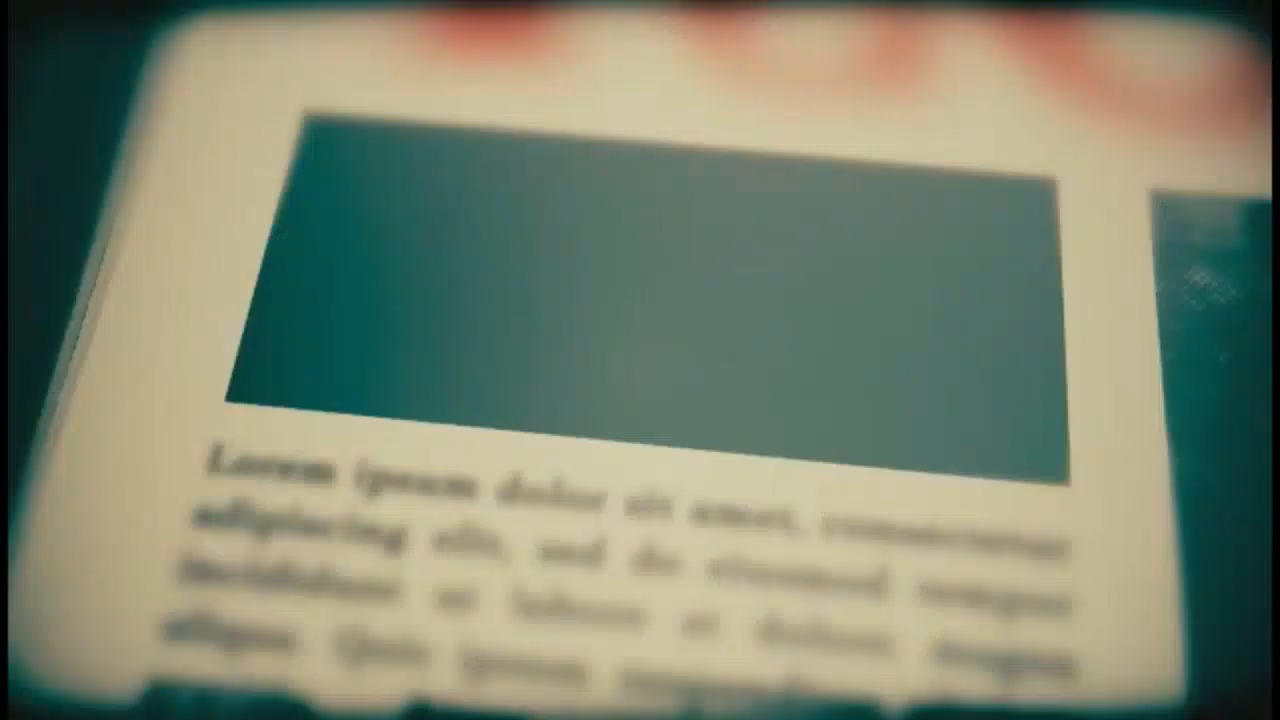 Lorem ipsum dolor sit amet, consectetur
adipiscing elit, sed do eiusmod tempor
incididunt ut labore et dolore magna
aliqua. Quis ipsum suspendisse